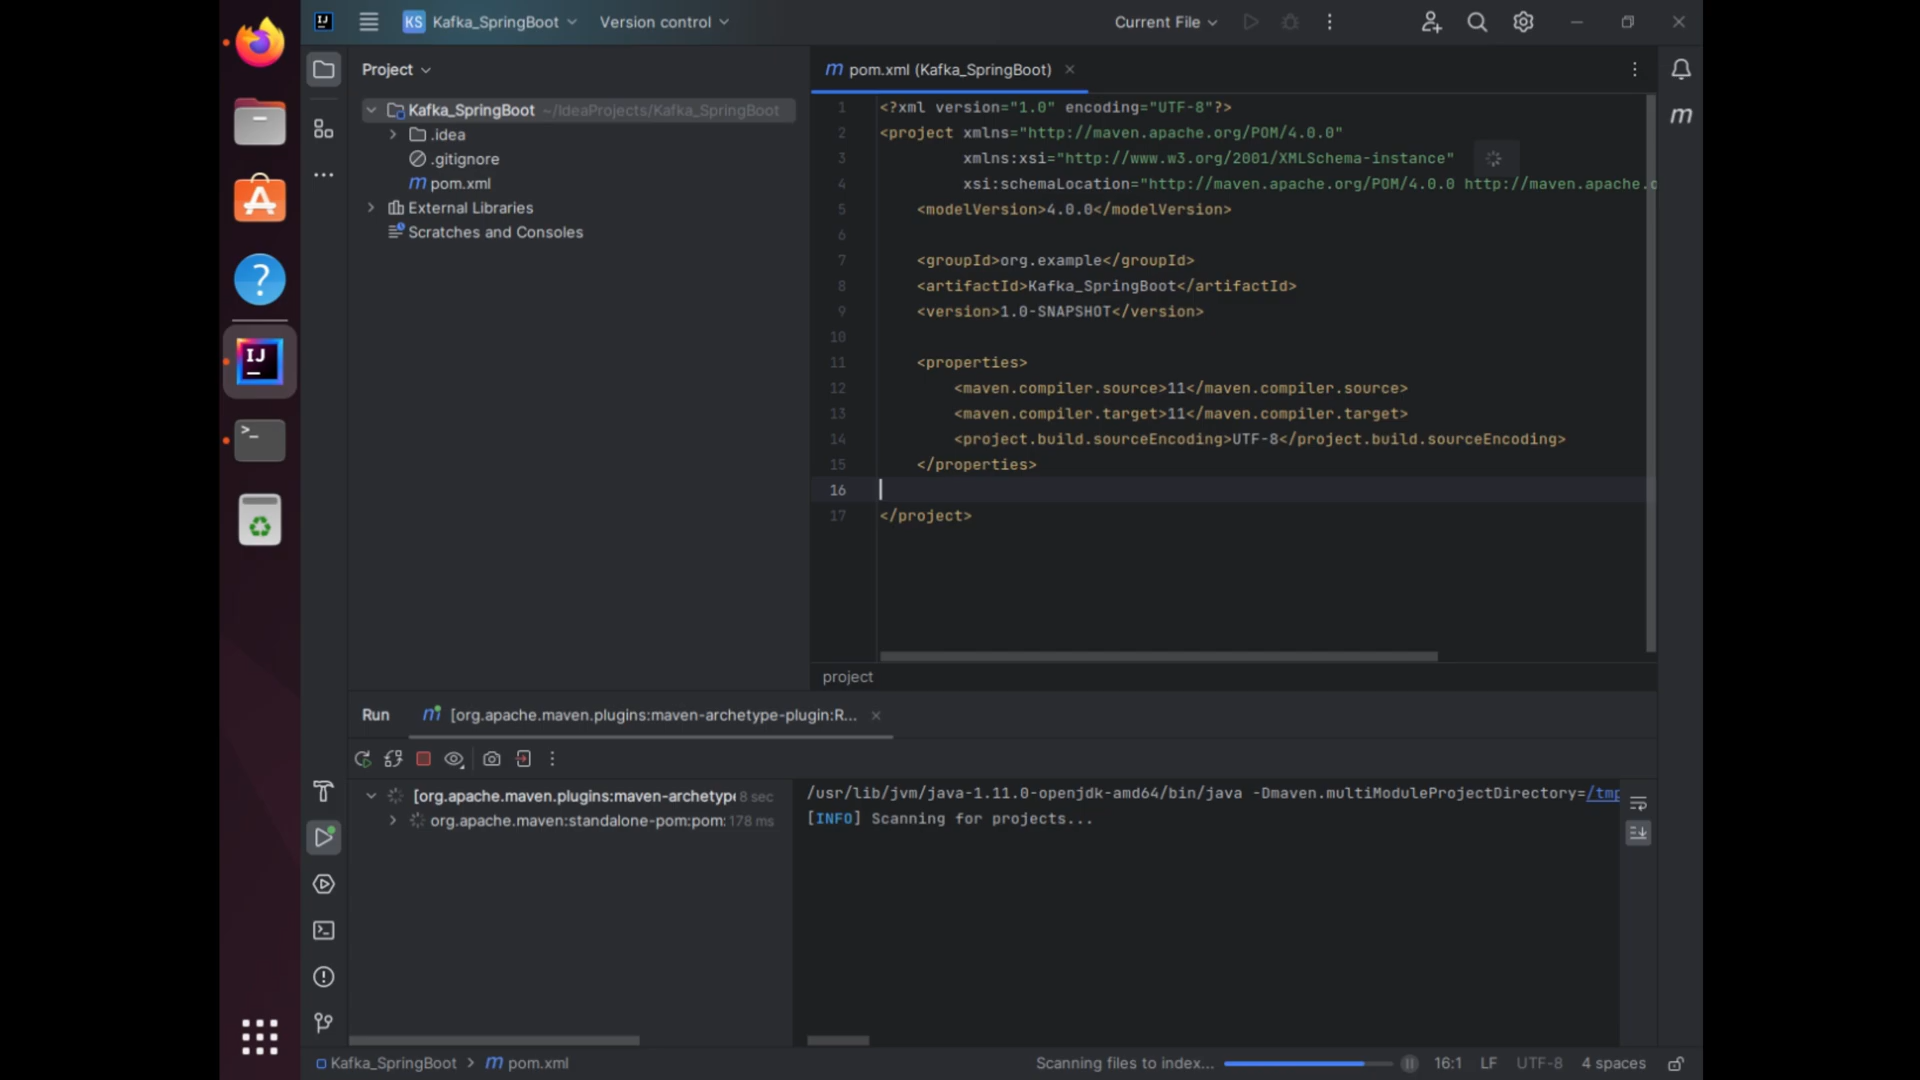 KS Kafka_SpringBoot Version control Current File
Project
pom.xml (Kafka_SpringBoot)
Kafka_SpringBoot ~/IdeaProjects/Kafka_SpringBoot
.idea
.gitignore
pom.xml
External Libraries
Scratches and Consoles
1 <?xml version="1.0" encoding="UTF-8"?>
2 <project xmlns="http://maven.apache.org/POM/4.0.0"
3 xmlns:xsi="http://www.w3.org/2001/XMLSchema-instance"
4 xsi:schemaLocation="http://maven.apache.org/POM/4.0.0 http://maven.apache.o
5 <modelVersion>4.0.0</modelVersion>
6
7 <groupId>org.example</groupId>
8 <artifactId>Kafka_SpringBoot</artifactId>
9 <version>1.0-SNAPSHOT</version>
10
11 <properties>
12 <maven.compiler.source>11</maven.compiler.source>
13 <maven.compiler.target>11</maven.compiler.target>
14 <project.build.sourceEncoding>UTF-8</project.build.sourceEncoding>
15 </properties>
16
17 </project>
project
Run [org.apache.maven.plugins:maven-archetype-plugin:R...
[org.apache.maven.plugins:maven-archetype 8 sec
org.apache.maven:standalone-pom:pom: 178 ms
/usr/lib/jvm/java-1.11.0-openjdk-amd64/bin/java -Dmaven.multiModuleProjectDirectory=/tmp
[INFO] Scanning for projects...
Kafka_SpringBoot > pom.xml Scanning files to index... 16:1 LF UTF-8 4 spaces